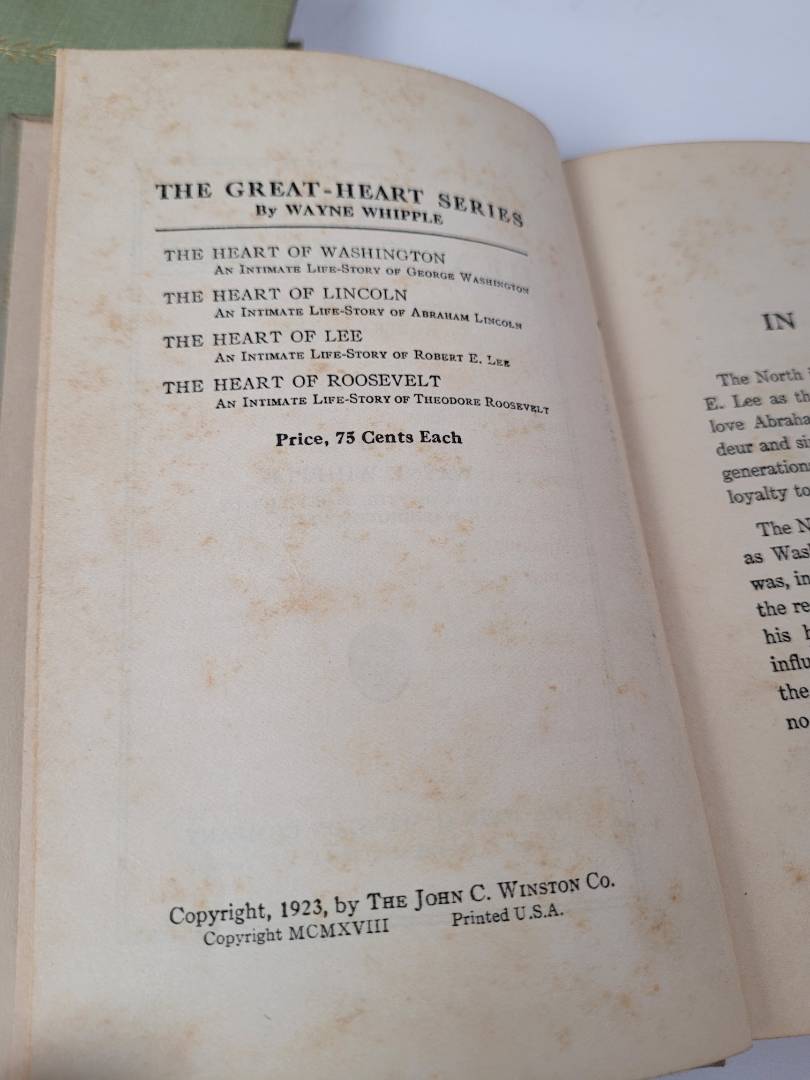 THE GREAT-HEART SERIES
By WAYNE WHIPPLE
THE HEART OF WASHINGTON
AN INTIMATE LIFE-STORY OF GEORGE WASHINGTON
THE HEART OF LINCOLN
AN INTIMATE LIFE-STORY OF ABRAHAM LINCOLN
THE HEART OF LEE
AN INTIMATE LIFE-STORY OF ROBERT E. LEE
THE HEART OF ROOSEVELT
AN INTIMATE LIFE-STORY OF THEODORE ROOSEVELT
Price, 75 Cents Each
Copyright, 1923, by THE JOHN C. WINSTON Co.
Copyright MCMXVIII Printed U.S.A.
IN
The North
E. Lee as th
love Abraha
deur and si
generation
loyalty to
The N
as Was
was, in
the re
his
influ
the
no